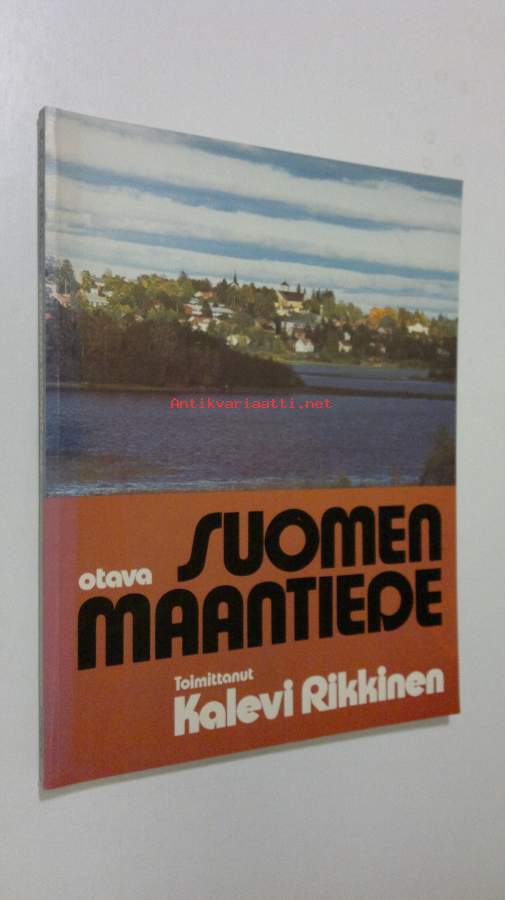 Antikvariaatti.net
SUOMEN
otava
MAANTIEDE
Toimittanut
Kalevi Rikkinen